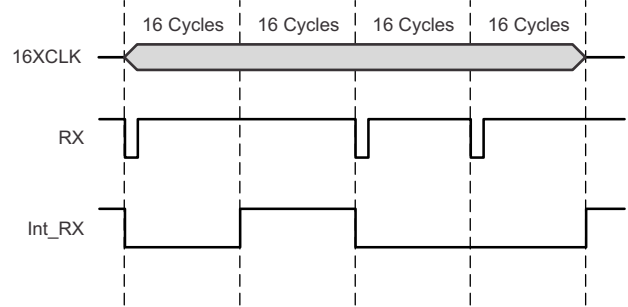 16 Cycles 16 Cycles 16 Cycles 16 Cycles
16XCLK
RX
Int_RX